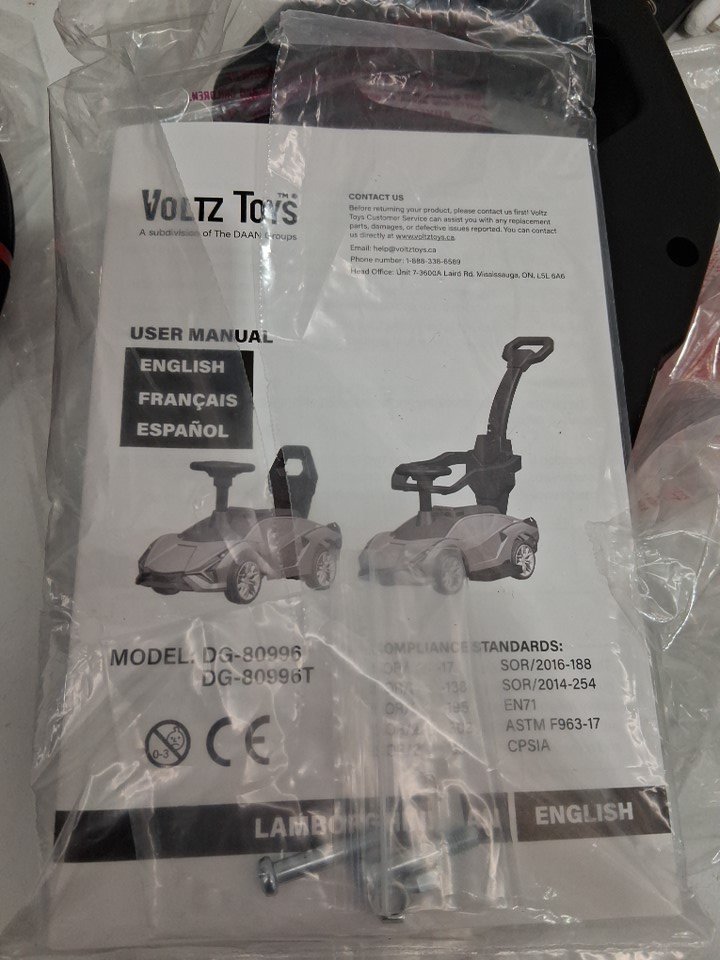 VOLTZ TOYS
TM ®
A subdivision of The DAAN Groups
CONTACT US
Before returning your product, please contact us first! Voltz
Toys Customer Service can assist you with any replacement
parts, damages, or defective issues reported. You can contact
us directly at www.voltztoys.ca
Email: help@voltztoys.ca
Phone number: 1-888-338-8589
Head Office: Unit 7-3600A Laird Rd. Mississauga, ON, L5L 6A6
USER MANUAL
ENGLISH
FRANÇAIS
ESPAÑOL
MODEL: DG-80996
DG-80996T
0-3
CE
COMPLIANCE STANDARDS:
SOR/2016-188
SOR/2014-254
EN71
ASTM F963-17
CPSIA
ENGLISH